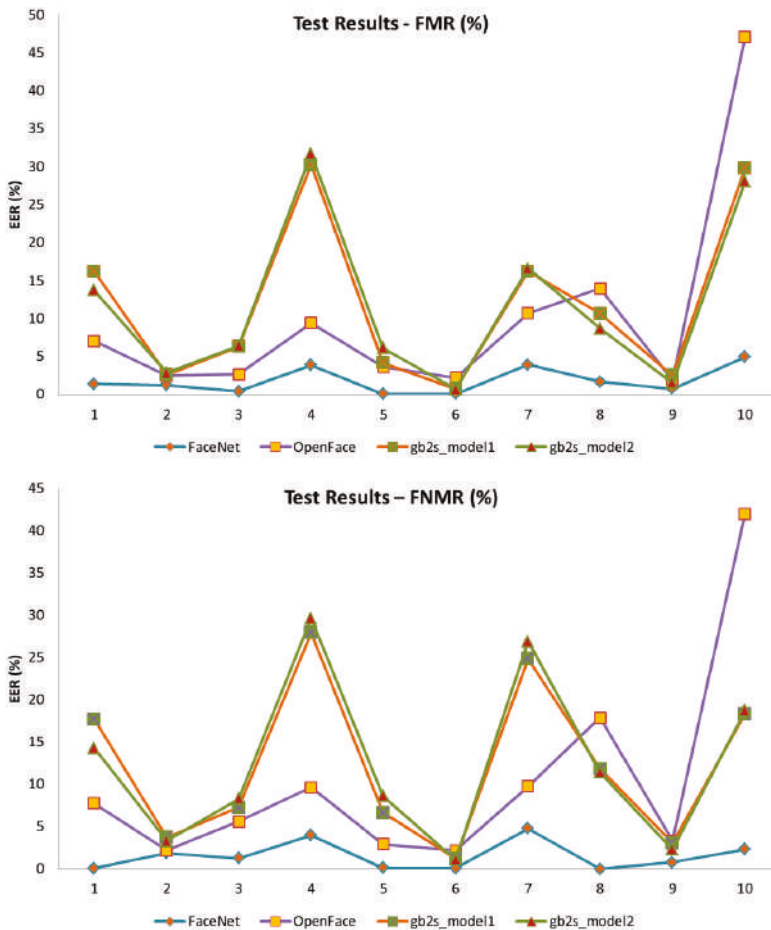 Test Results - FMR (%)
50
45
40
35
30
25
20
15
10
5
0
EER (%)
1 2 3 4 5 6 7 8 9 10
FaceNet OpenFace gb2s_model1 gb2s_model2
Test Results – FNMR (%)
45
40
35
30
25
20
15
10
5
0
EER (%)
1 2 3 4 5 6 7 8 9 10
FaceNet OpenFace gb2s_model1 gb2s_model2